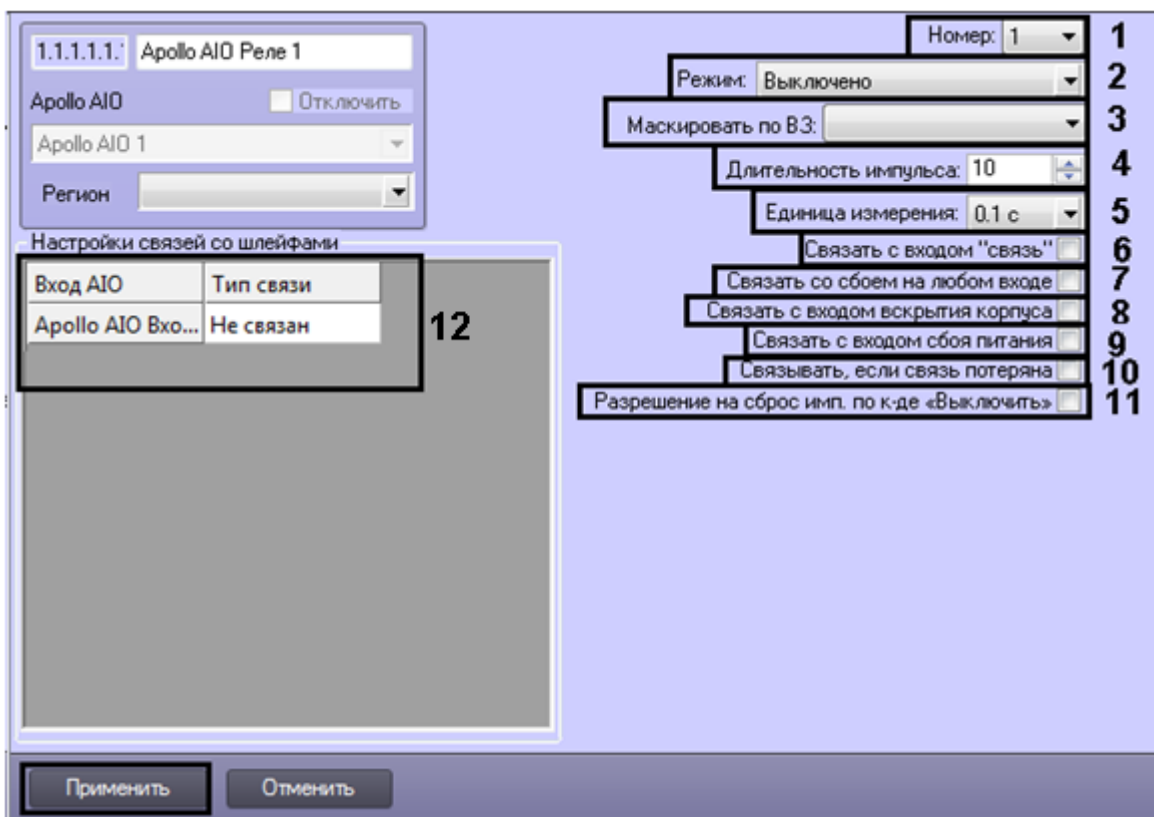 1.1.1.1.1 Apollo AIO Реле 1
Apollo AIO Отключить
Apollo AIO 1
Регион
Настройки связей со шлейфами
Вход AIO Тип связи
Apollo AIO Вхо... Не связан
12
Номер: 1 1
Режим: Выключено 2
Маскировать по ВЗ: 3
Длительность импульса: 10 4
Единица измерения: 0.1 с 5
Связать с входом "связь" 6
Связать со сбоем на любом входе 7
Связать с входом вскрытия корпуса 8
Связать с входом сбоя питания 9
Связывать, если связь потеряна 10
Разрешение на сброс имп. по к-де «Выключить» 11
Применить Отменить